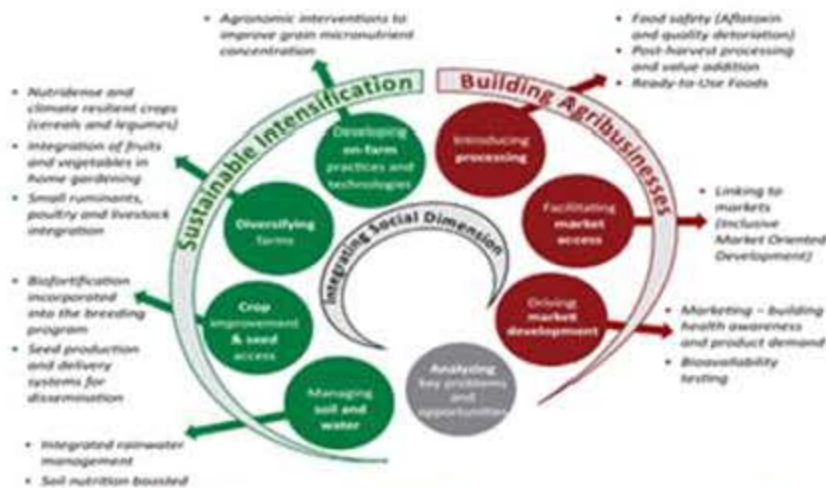 • Agronomic interventions to
improve grain micronutrient
concentration
• Food safety (Aflatoxin
and quality detoriation)
• Post-harvest processing
and value addition
• Ready-to-Use Foods
Sustainable Intensification
Building Agribusinesses
• Nutridense and
climate resilient crops
(cereals and legumes)
• Integration of fruits
and vegetables in
home gardening
• Small ruminants,
poultry and livestock
integration
Developing
on-farm
practices and
technologies
Introducing
processing
Diversifying
farms
Integrating Social Dimension
Facilitating
market
access
• Linking to
markets
(Inclusive
Market Oriented
Development)
• Biofortification
incorporated
into the breeding
program
• Seed production
and delivery
systems for
dissemination
Crop
improvement
& seed
access
Driving
market
development
• Marketing – building
health awareness
and product demand
• Bioavailability
testing
Managing
soil and
water
Analyzing
key problems
and
opportunities
• Integrated rainwater
management
• Soil nutrition boosted